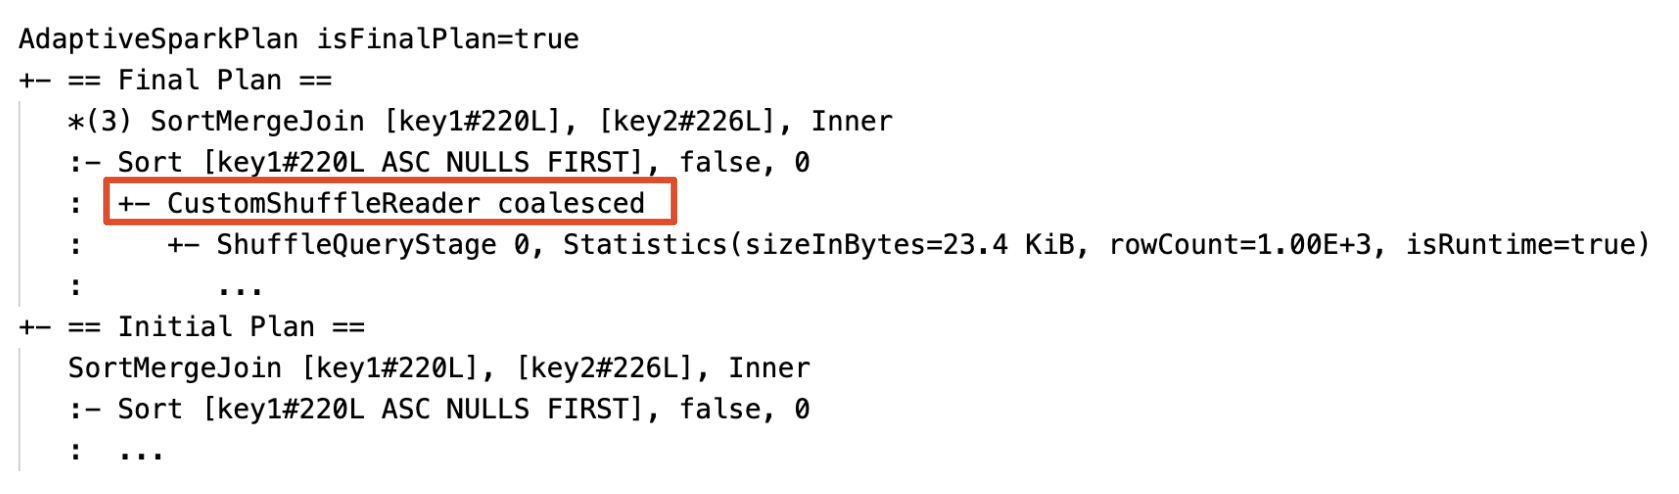 AdaptiveSparkPlan isFinalPlan=true
+- == Final Plan ==
   *(3) SortMergeJoin [key1#220L], [key2#226L], Inner
   :- Sort [key1#220L ASC NULLS FIRST], false, 0
   :  +- CustomShuffleReader coalesced
   :     +- ShuffleQueryStage 0, Statistics(sizeInBytes=23.4 KiB, rowCount=1.00E+3, isRuntime=true)
   :        ...
+- == Initial Plan ==
   SortMergeJoin [key1#220L], [key2#226L], Inner
   :- Sort [key1#220L ASC NULLS FIRST], false, 0
   :  ...